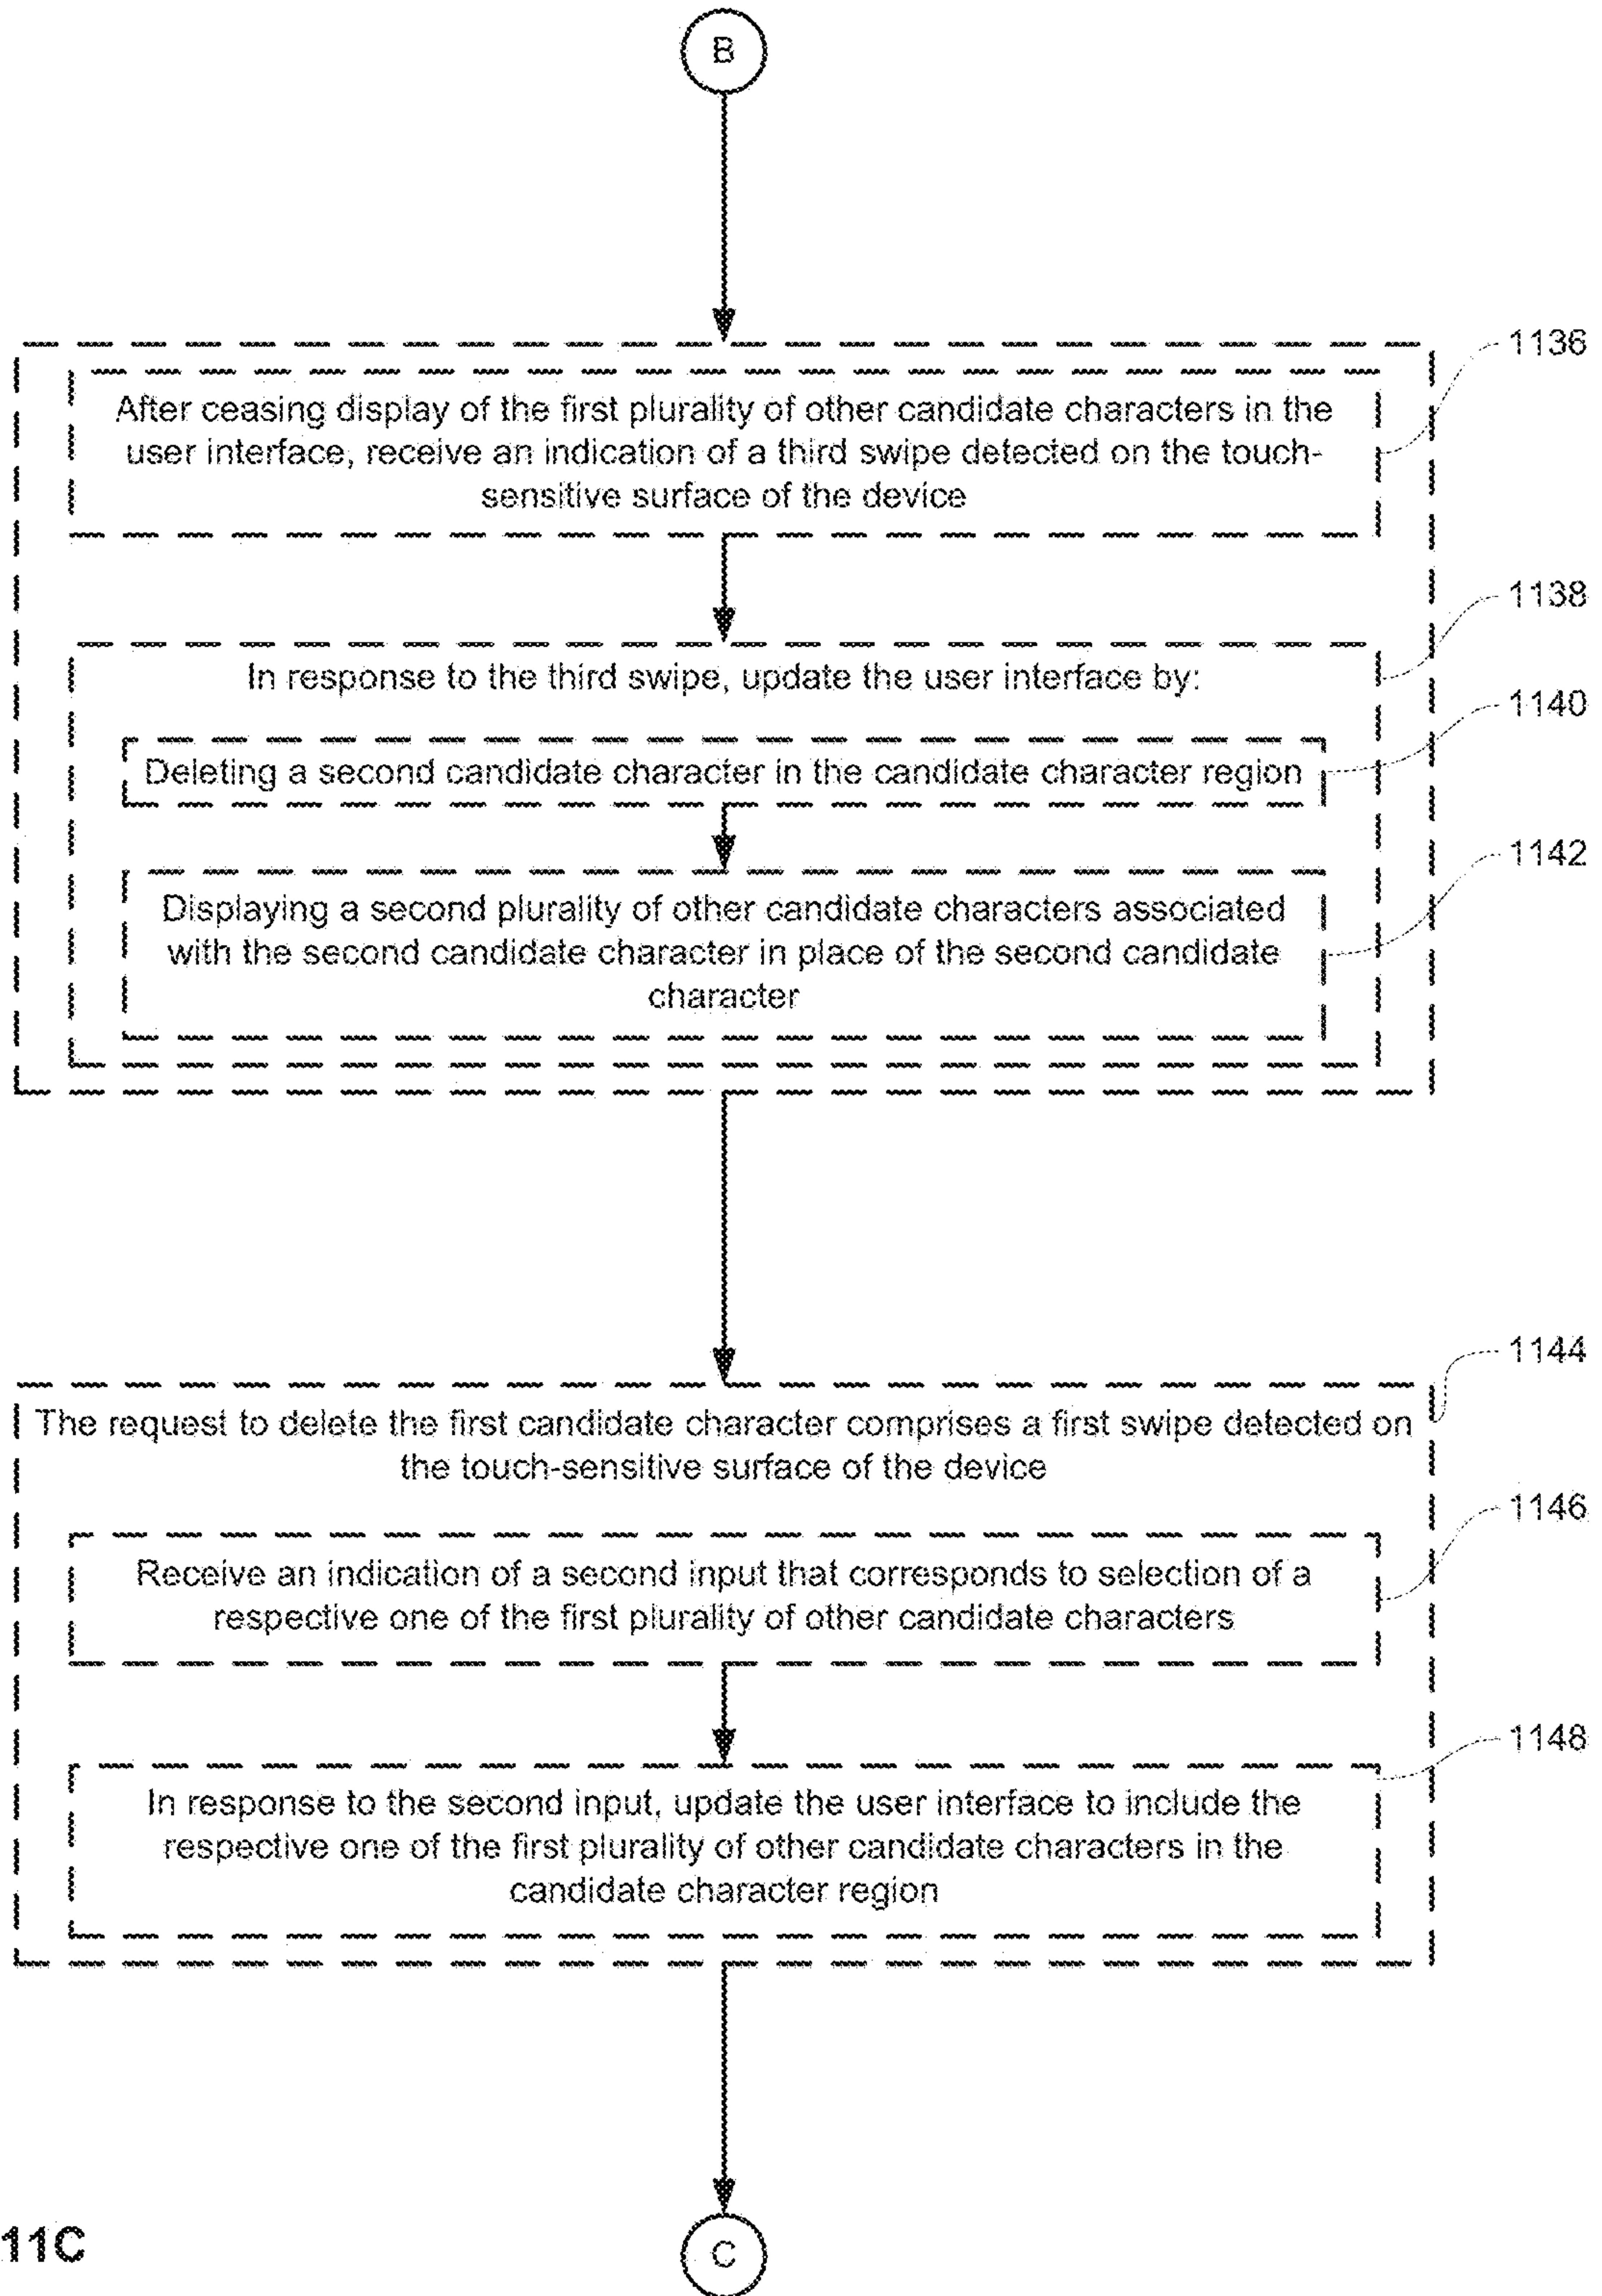 B
1136
After ceasing display of the first plurality of other candidate characters in the
user interface, receive an indication of a third swipe detected on the touch-
sensitive surface of the device
1138
In response to the third swipe, update the user interface by:
1140
Deleting a second candidate character in the candidate character region
1142
Displaying a second plurality of other candidate characters associated
with the second candidate character in place of the second candidate
character
1144
The request to delete the first candidate character comprises a first swipe detected on
the touch-sensitive surface of the device
1146
Receive an indication of a second input that corresponds to selection of a
respective one of the first plurality of other candidate characters
1148
In response to the second input, update the user interface to include the
respective one of the first plurality of other candidate characters in the
candidate character region
11C
C